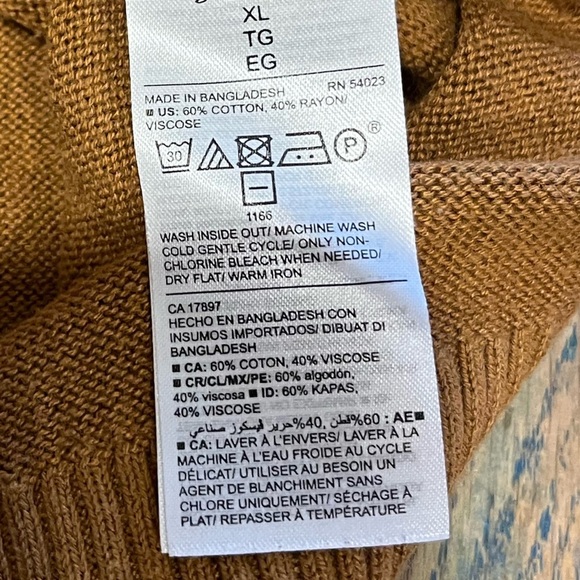 XL
TG
EG
MADE IN BANGLADESH RN 54023
US: 60% COTTON, 40% RAYON/
VISCOSE
30 P ®
1166
WASH INSIDE OUT/ MACHINE WASH
COLD GENTLE CYCLE/ ONLY NON-
CHLORINE BLEACH WHEN NEEDED/
DRY FLAT/ WARM IRON
CA 17897
HECHO EN BANGLADESH CON
INSUMOS IMPORTADOS/ DIBUAT DI
BANGLADESH
■ CA: 60% COTON, 40% VISCOSE
■ CR/CL/MX/PE: 60% algodón,
40% viscosa ■ ID: 60% KAPAS,
40% VISCOSE
■AE : 60% قطن, 40% حرير فيسكوز صناعي
■ CA: LAVER À L'ENVERS/ LAVER À LA
MACHINE À L'EAU FROIDE AU CYCLE
DÉLICAT/ UTILISER AU BESOIN UN
AGENT DE BLANCHIMENT SANS
CHLORE UNIQUEMENT/ SÉCHAGE À
PLAT/ REPASSER À TEMPÉRATURE